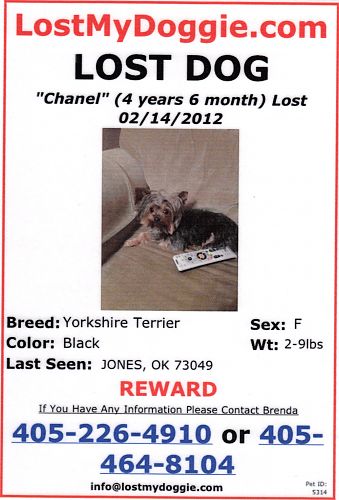 LostMyDoggie.com
LOST DOG
"Chanel" (4 years 6 month) Lost
02/14/2012
Breed: Yorkshire Terrier Sex: F
Color: Black Wt: 2-9lbs
Last Seen: JONES, OK 73049
REWARD
If You Have Any Information Please Contact Brenda
405-226-4910 or 405-
464-8104
info@lostmydoggie.com
Pet ID:
5314